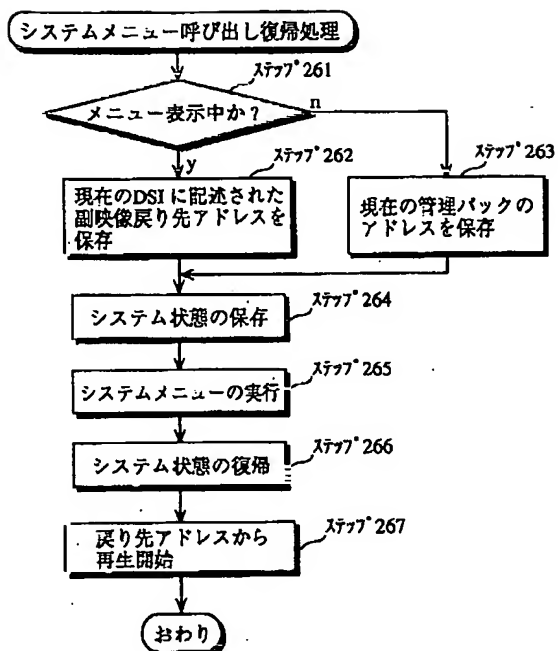 システムメニュー呼び出し復帰処理
ステップ261
メニュー表示中か?
n
y
ステップ262
ステップ263
現在のDSIに記述された
副映像戻り先アドレスを
保存
現在の管理パックの
アドレスを保存
ステップ264
システム状態の保存
ステップ265
システムメニューの実行
ステップ266
システム状態の復帰
ステップ267
戻り先アドレスから
再生開始
おわり